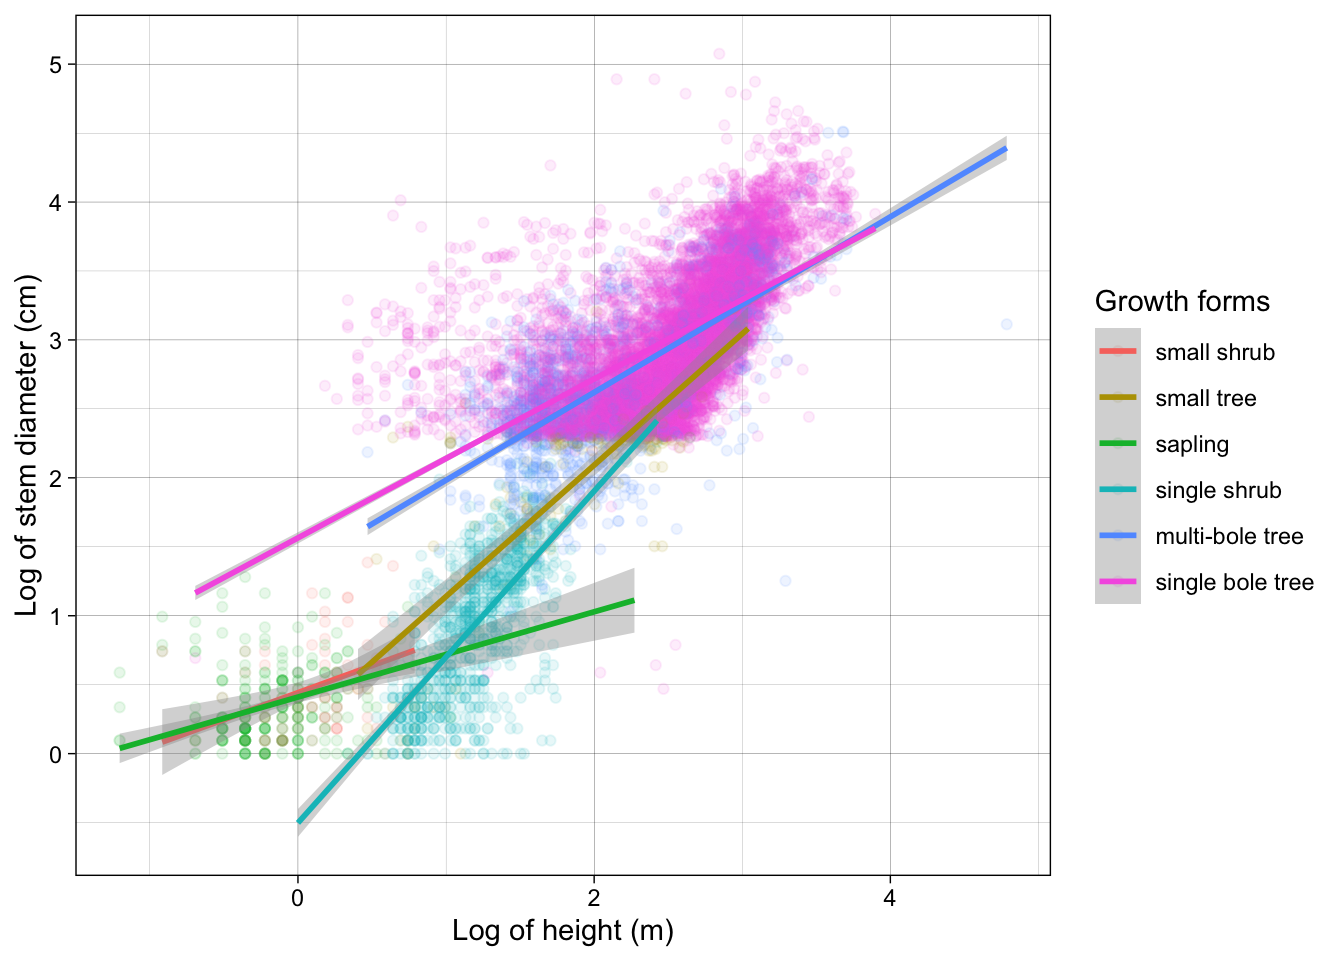 5
4
3
2
1
0
Log of stem diameter (cm)
0
2
4
Log of height (m)
Growth forms
small shrub
small tree
sapling
single shrub
multi-bole tree
single bole tree